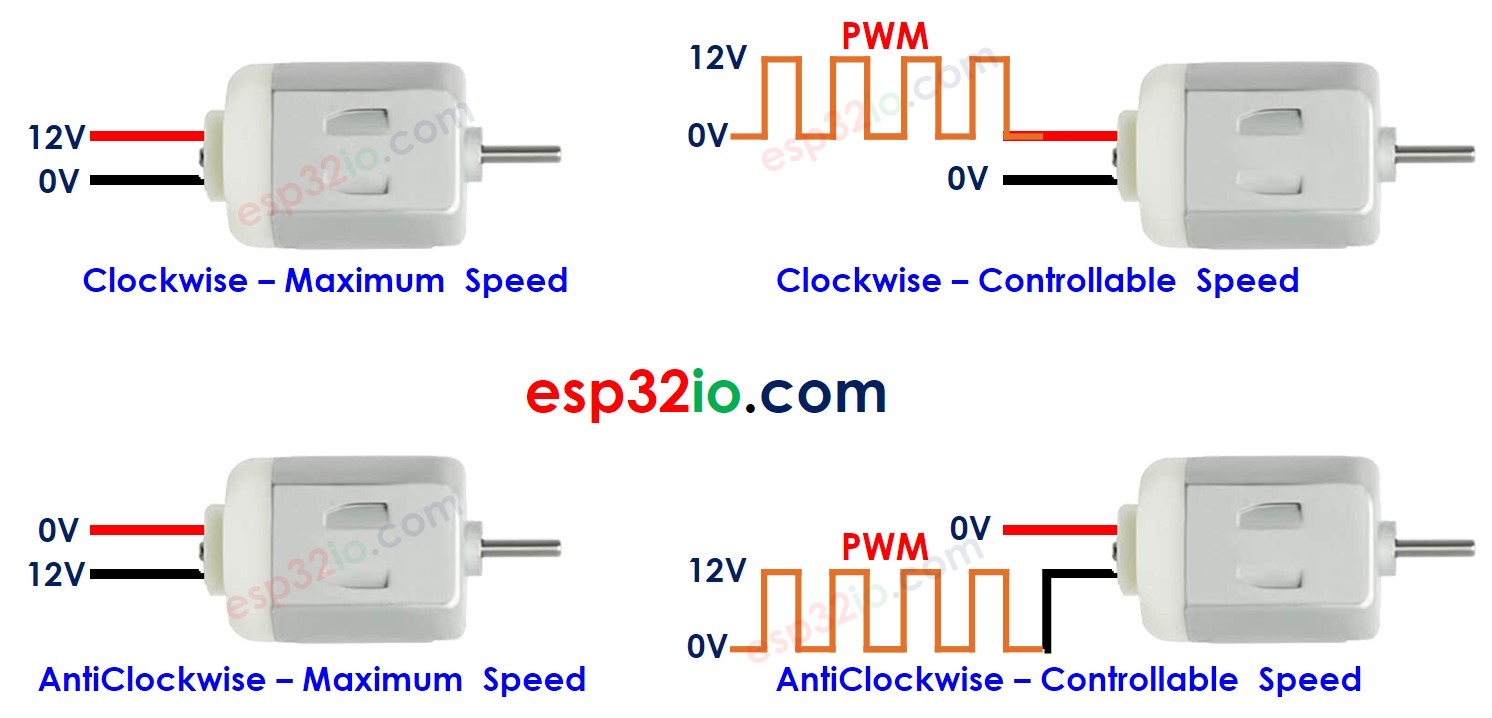 PWM
12V
12V
0V
0V
0V
esp32io.com
esp32io.com
Clockwise – Maximum Speed
Clockwise – Controllable Speed
esp32io.com
0V
12V
0V
PWM
12V
0V
esp32io.com
esp32io.com
AntiClockwise – Maximum Speed
AntiClockwise – Controllable Speed